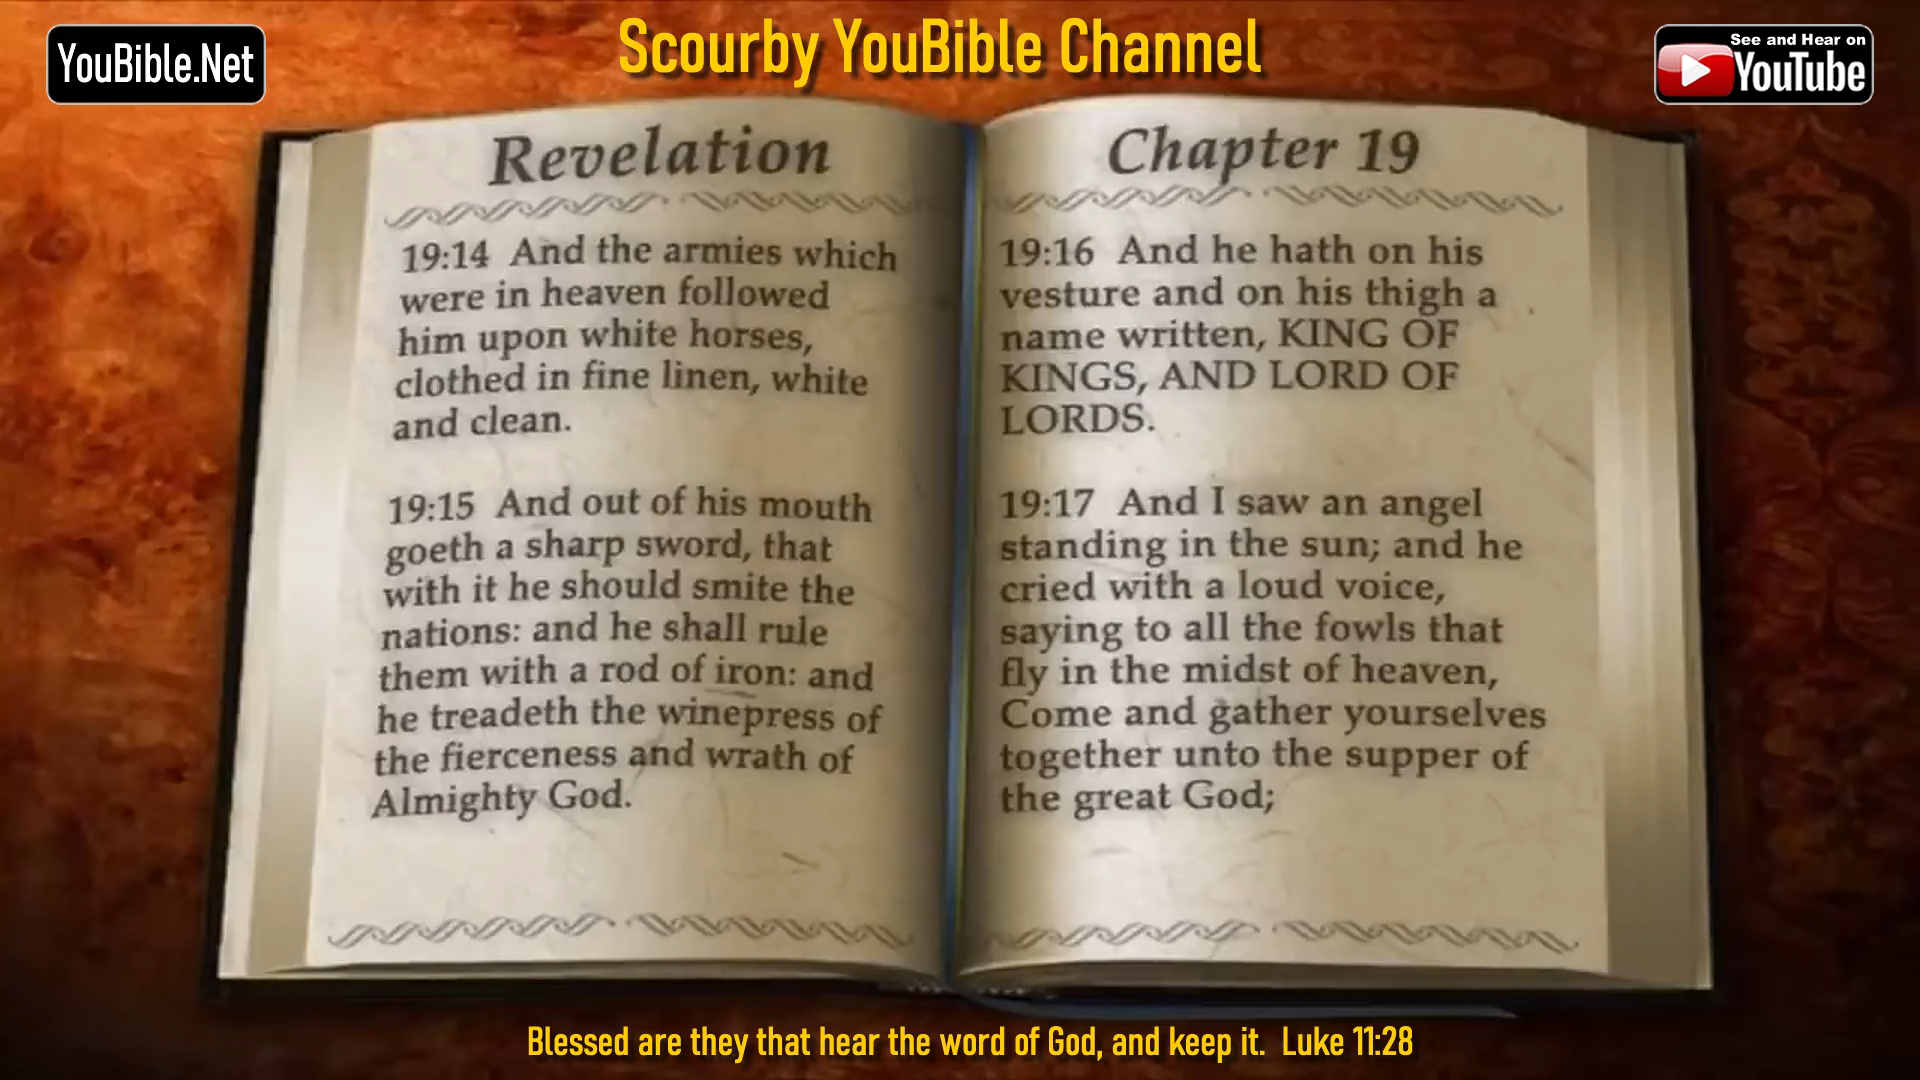 YouBible.Net
Scourby YouBible Channel
See and Hear on
YouTube
Revelation
19:14 And the armies which
were in heaven followed
him upon white horses,
clothed in fine linen, white
and clean.
19:15 And out of his mouth
goeth a sharp sword, that
with it he should smite the
nations: and he shall rule
them with a rod of iron: and
he treadeth the winepress of
the fierceness and wrath of
Almighty God.
Chapter 19
19:16 And he hath on his
vesture and on his thigh a
name written, KING OF
KINGS, AND LORD OF
LORDS.
19:17 And I saw an angel
standing in the sun; and he
cried with a loud voice,
saying to all the fowls that
fly in the midst of heaven,
Come and gather yourselves
together unto the supper of
the great God;
Blessed are they that hear the word of God, and keep it. Luke 11:28